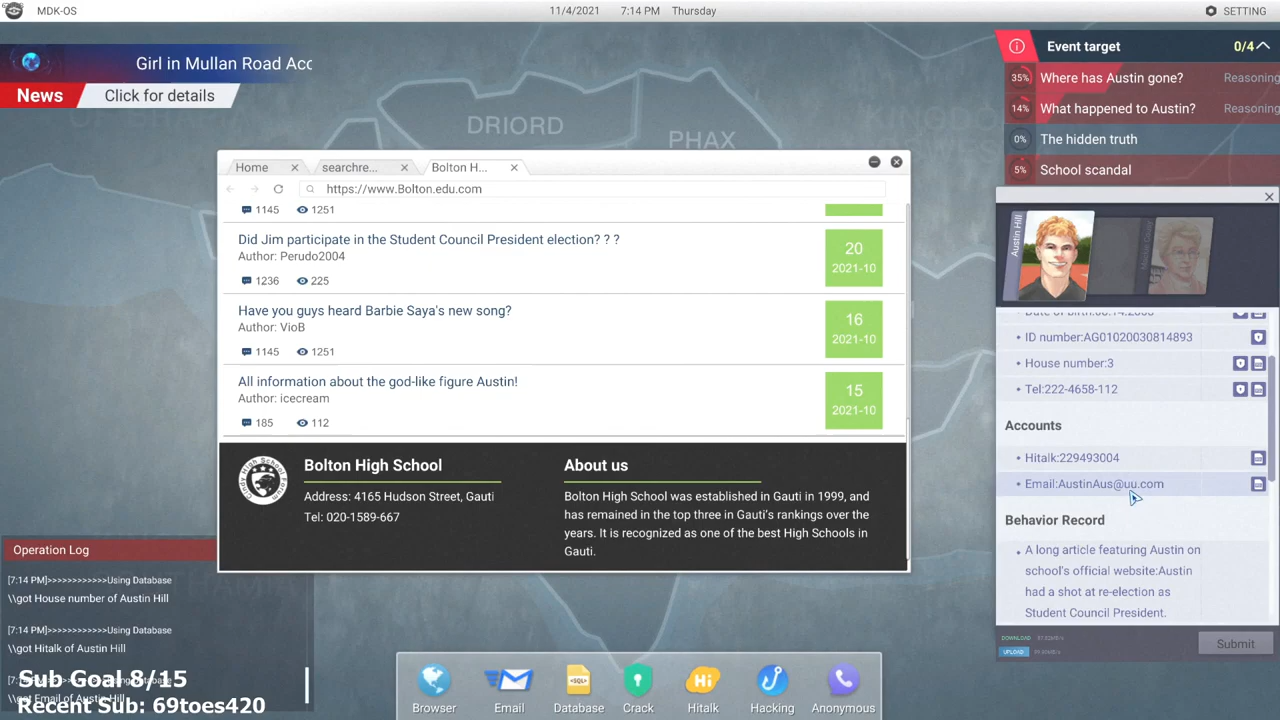 MDK-OS
11/4/2021 7:14 PM Thursday
SETTING
Girl in Mullan Road Acc
News Click for details
DRIORD
PHAX
Event target 0/4
35% Where has Austin gone? Reasoning
14% What happened to Austin? Reasoning
0% The hidden truth
5% School scandal
Home
searchre...
Bolton H...
https://www.Bolton.edu.com
1145 1251
Did Jim participate in the Student Council President election? ? ?
Author: Perudo2004
1236 225
20
2021-10
Have you guys heard Barbie Saya's new song?
Author: VioB
1145 1251
16
2021-10
All information about the god-like figure Austin!
Author: icecream
185 112
15
2021-10
Bolton High School
Address: 4165 Hudson Street, Gauti
Tel: 020-1589-667
About us
Bolton High School was established in Gauti in 1999, and
has remained in the top three in Gauti's rankings over the
years. It is recognized as one of the best High Schools in
Gauti.
Austin Hill
ID number:AG01020030814893
House number:3
Tel:222-4658-112
Accounts
Hitalk:229493004
Email:AustinAus@uu.com
Behavior Record
A long article featuring Austin on
school's official website:Austin
had a shot at re-election as
Student Council President.
DOWNLOAD
UPLOAD
Submit
Operation Log
[7:14 PM]>>>>>>>>>>>>Using Database
\\got House number of Austin Hill
[7:14 PM]>>>>>>>>>>>>Using Database
\\got Hitalk of Austin Hill
\\got Email of Austin Hill
Sub Goal 8/15
Recent Sub: 69toes420
Browser
Email
<SQL>
Database
Crack
Hi
Hitalk
Hacking
Anonymous